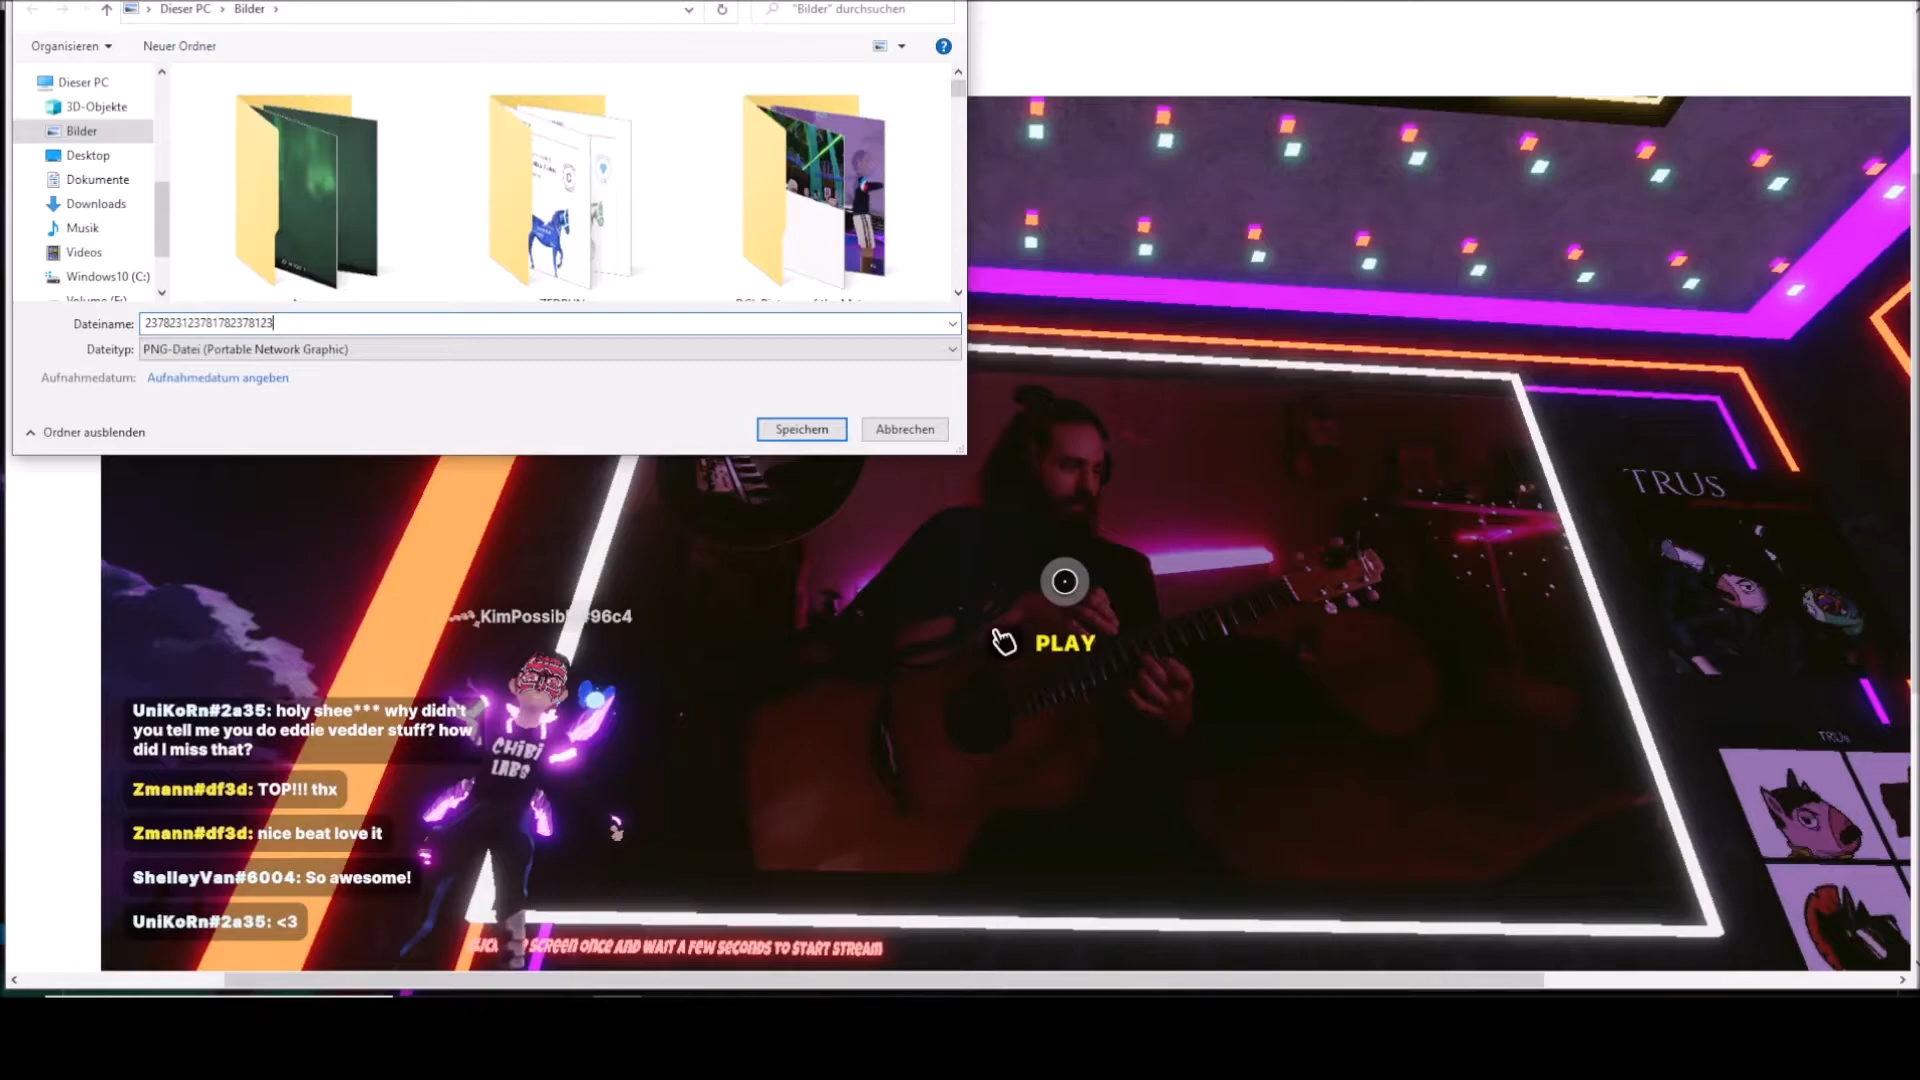 Dieser PC > Bilder >
"Bilder" durchsuchen
Organisieren
Neuer Ordner
Dieser PC
3D-Objekte
Bilder
Desktop
Dokumente
Downloads
Musik
Videos
Windows10 (C:)
Dateiname: 237823123781782378123
Dateityp: PNG-Datei (Portable Network Graphic)
Aufnahmedatum: Aufnahmedatum angeben
Ordner ausblenden
Speichern
Abbrechen
TRUS
PLAY
CHiBi
LABS
UniKoRn#2a35: holy shee*** why didn't
you tell me you do eddie vedder stuff? how
did I miss that?
Zmann#df3d: TOP!!! thx
Zmann#df3d: nice beat love it
ShelleyVan#6004: So awesome!
UniKoRn#2a35: <3
SCREEN ONCE AND WAIT A FEW SECONDS TO START STREAM
TRUS